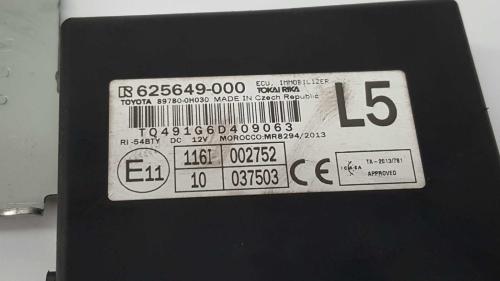 625649-000 ECU, IMMOBILIZER
TOKAI RIKA
TOYOTA 89780-0H030 MADE IN Czech Republic
L5
TQ491G6D409063
RI-54BTY DC 12V MOROCCO:MR8294/2013
E11
116I 002752
10 037503
ICASA
TA-2013/781
APPROVED